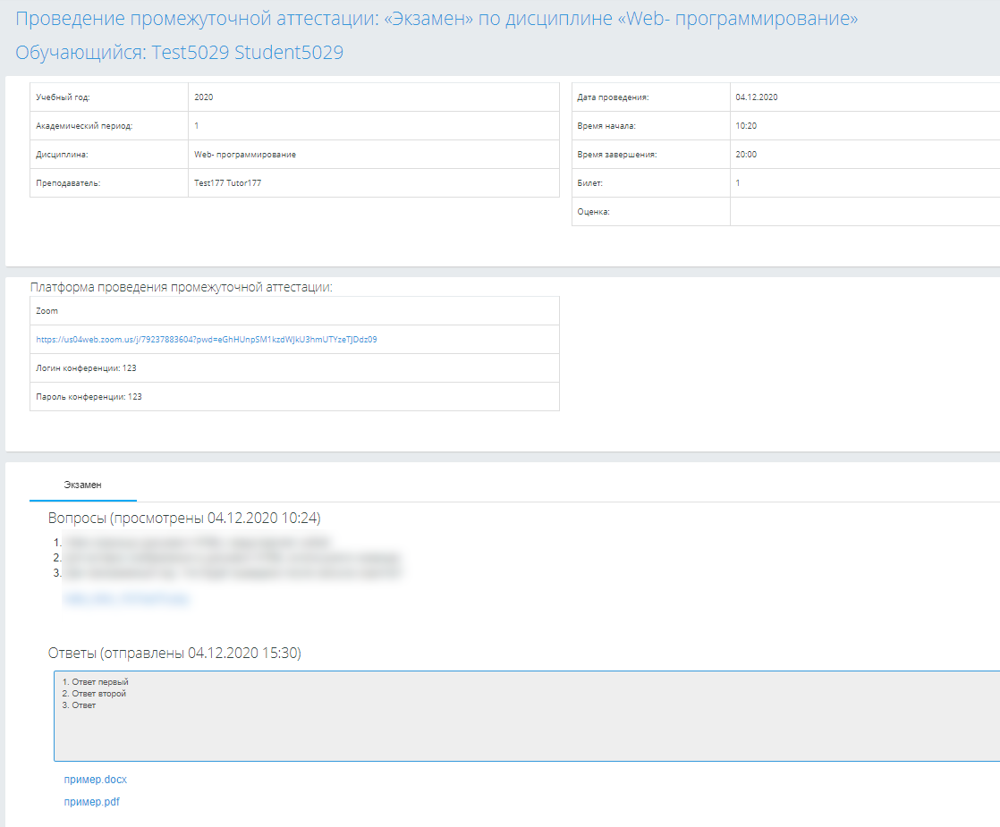 Проведение промежуточной аттестации: «Экзамен» по дисциплине «Web- программирование»
Обучающийся: Test5029 Student5029
Учебный год: 2020
Академический период: 1
Дисциплина: Web- программирование
Преподаватель: Test177 Tutor177
Дата проведения: 04.12.2020
Время начала: 10:20
Время завершения: 20:00
Билет: 1
Оценка:
Платформа проведения промежуточной аттестации:
Zoom
https://us04web.zoom.us/j/79237883604?pwd=eGhHUnpSM1kzdWJkU3hmUTYzeTJDdz09
Логин конференции: 123
Пароль конференции: 123
Экзамен
Вопросы (просмотрены 04.12.2020 10:24)
1.
2.
3.
Ответы (отправлены 04.12.2020 15:30)
1. Ответ первый
2. Ответ второй
3. Ответ
пример.docx
пример.pdf